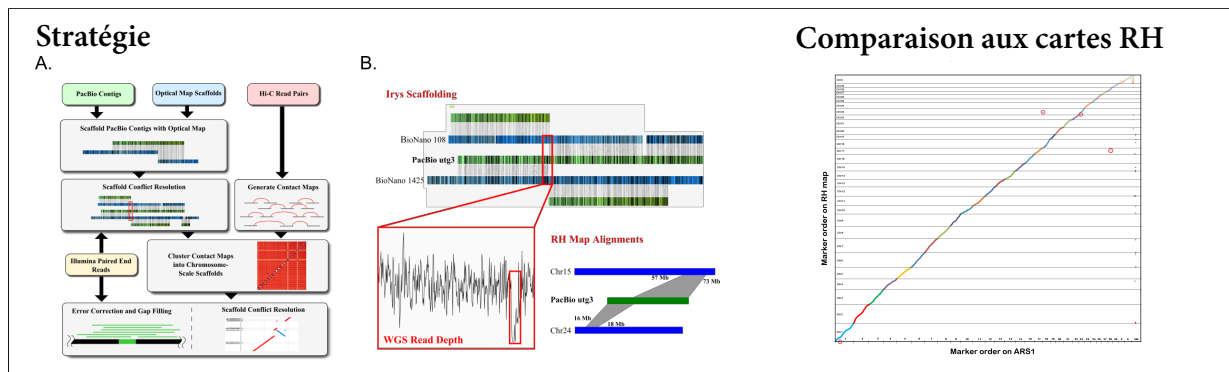 Stratégie
Comparaison aux cartes RH
A.
B.
PacBio Contigs
Optical Map Scaffolds
Hi-C Read Pairs
Scaffold PacBio Contigs with Optical Map
Scaffold Conflict Resolution
Generate Contact Maps
Illumina Paired End
Reads
Cluster Contact Maps
into Chromosome-
Scale Scaffolds
Error Correction and Gap Filling
Scaffold Conflict Resolution
Irys Scaffolding
BioNano 108
PacBio utg3
BioNano 1425
WGS Read Depth
RH Map Alignments
Chr15
57 Mb
73 Mb
PacBio utg3
16 Mb
18 Mb
Chr24
Marker order on RH map
Marker order on ARS1